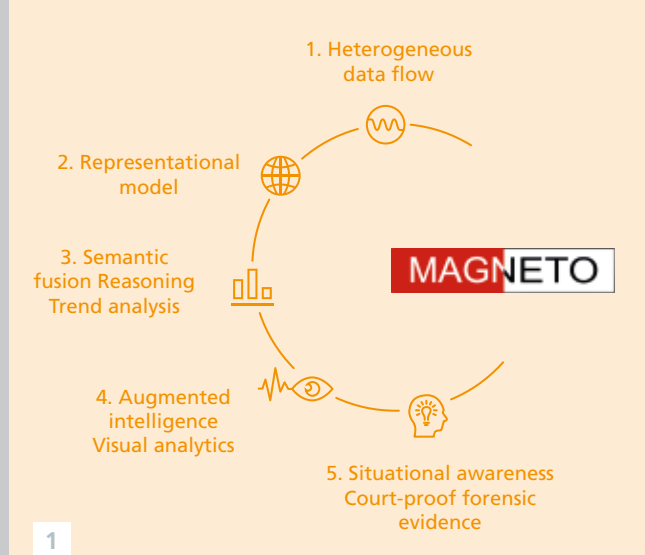 1. Heterogeneous
data flow
2. Representational
model
3. Semantic
fusion Reasoning
Trend analysis
MAGNETO
4. Augmented
intelligence
Visual analytics
5. Situational awareness
Court-proof forensic
evidence
1